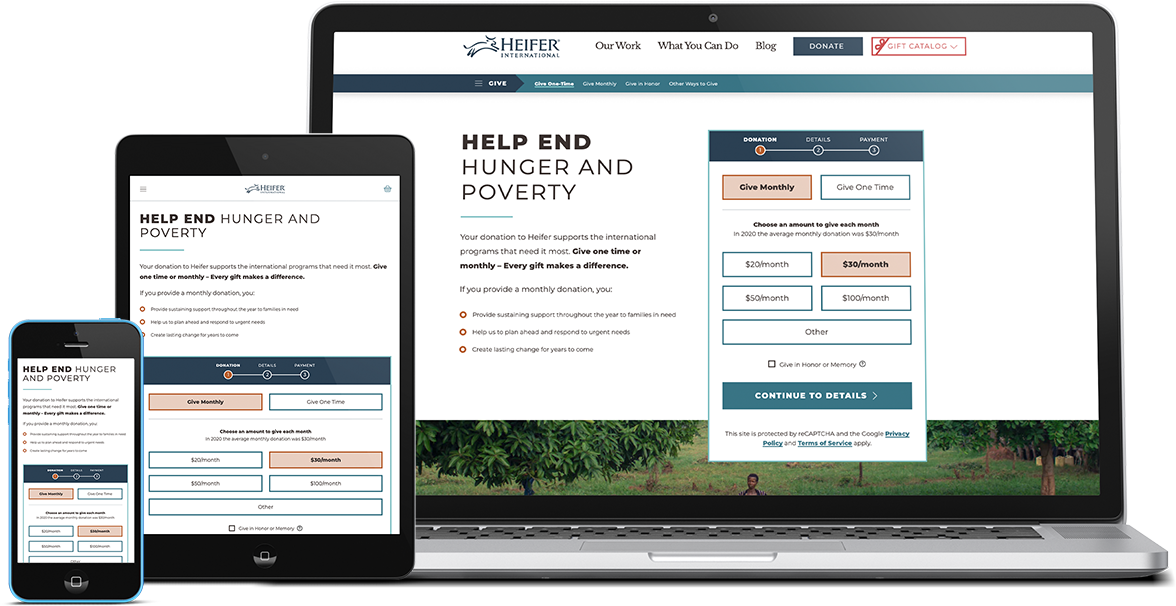 HEIFER
INTERNATIONAL
Our Work What You Can Do Blog DONATE GIFT CATALOG
GIVE Give One-Time Give Monthly Give in Honor Other Ways to Give
HELP END
HUNGER AND
POVERTY
Your donation to Heifer supports the international
programs that need it most. Give one time or
monthly – Every gift makes a difference.
If you provide a monthly donation, you:
Provide sustaining support throughout the year to families in need
Help us to plan ahead and respond to urgent needs
Create lasting change for years to come
DONATION DETAILS PAYMENT
1 2 3
Give Monthly Give One Time
Choose an amount to give each month
In 2020 the average monthly donation was $30/month
$20/month $30/month
$50/month $100/month
Other
Give in Honor or Memory ?
CONTINUE TO DETAILS
This site is protected by reCAPTCHA and the Google Privacy
Policy and Terms of Service apply.
HEIFER
INTERNATIONAL
HELP END HUNGER AND
POVERTY
Your donation to Heifer supports the international programs that need it most. Give
one time or monthly – Every gift makes a difference.
If you provide a monthly donation, you:
Provide sustaining support throughout the year to families in need
Help us to plan ahead and respond to urgent needs
Create lasting change for years to come
DONATION DETAILS PAYMENT
1 2 3
Give Monthly Give One Time
Choose an amount to give each month
In 2020 the average monthly donation was $30/month
$20/month $30/month
$50/month $100/month
Other
Give in Honor or Memory ?
HELP END HUNGER
AND POVERTY
Your donation to Heifer supports the international
programs that need it most. Give one time or
monthly – Every gift makes a difference.
If you provide a monthly donation, you:
Provide sustaining support throughout the year to families in need
Help us to plan ahead and respond to urgent needs
Create lasting change for years to come
DONATION DETAILS PAYMENT
1 2 3
Give Monthly Give One Time
Choose an amount to give each month
In 2020 the average monthly donation was $30/month
$20/month $30/month
$50/month $100/month